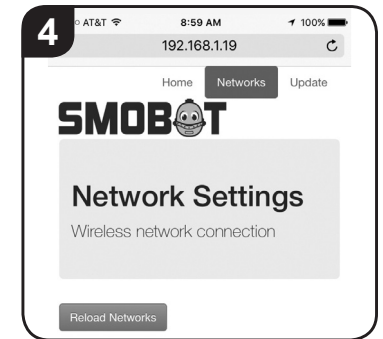 4
AT&T 8:59 AM 100%
192.168.1.19
Home Networks Update
SMOBOT
Network Settings
Wireless network connection
Reload Networks